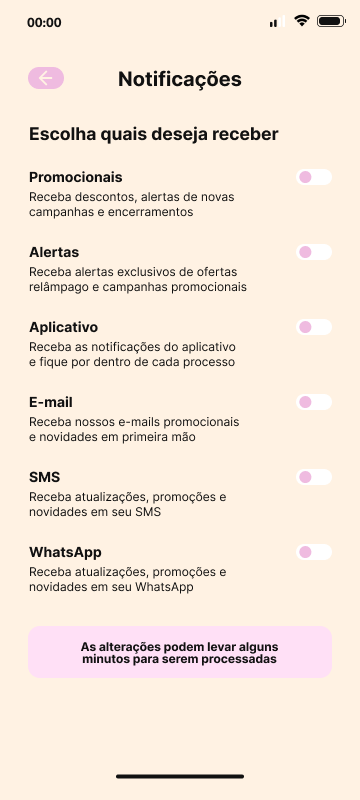 00:00
Notificações
Escolha quais deseja receber
Promocionais
Receba descontos, alertas de novas
campanhas e encerramentos
Alertas
Receba alertas exclusivos de ofertas
relâmpago e campanhas promocionais
Aplicativo
Receba as notificações do aplicativo
e fique por dentro de cada processo
E-mail
Receba nossos e-mails promocionais
e novidades em primeira mão
SMS
Receba atualizações, promoções e
novidades em seu SMS
WhatsApp
Receba atualizações, promoções e
novidades em seu WhatsApp
As alterações podem levar alguns
minutos para serem processadas